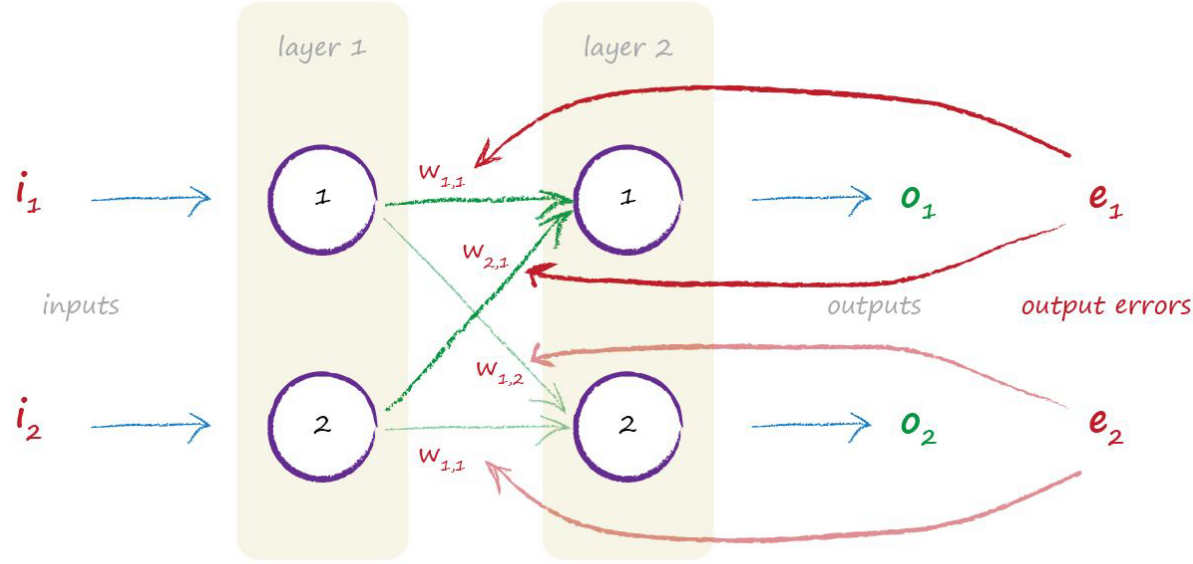 layer 1
layer 2
w1,1
i1
1
1
o1
e1
w2,1
inputs
outputs
output errors
w1,2
i2
2
2
o2
e2
w1,1